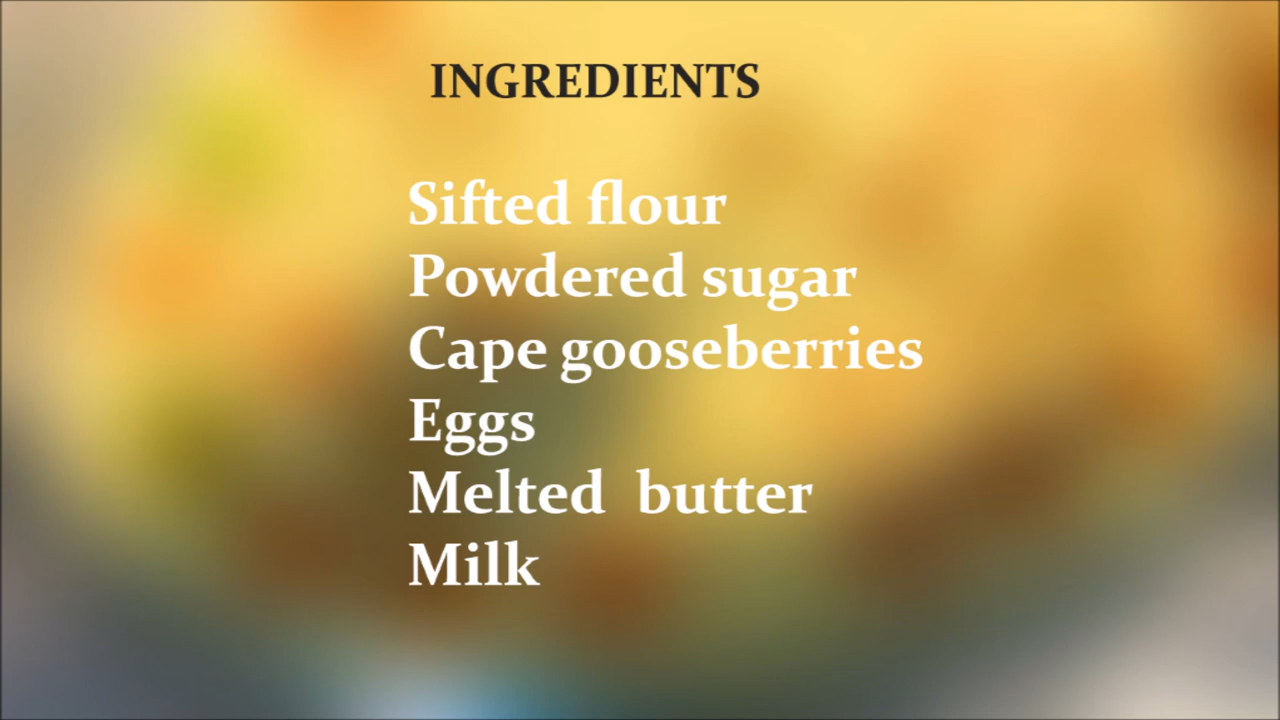 INGREDIENTS
Sifted flour
Powdered sugar
Cape gooseberries
Eggs
Melted  butter
Milk